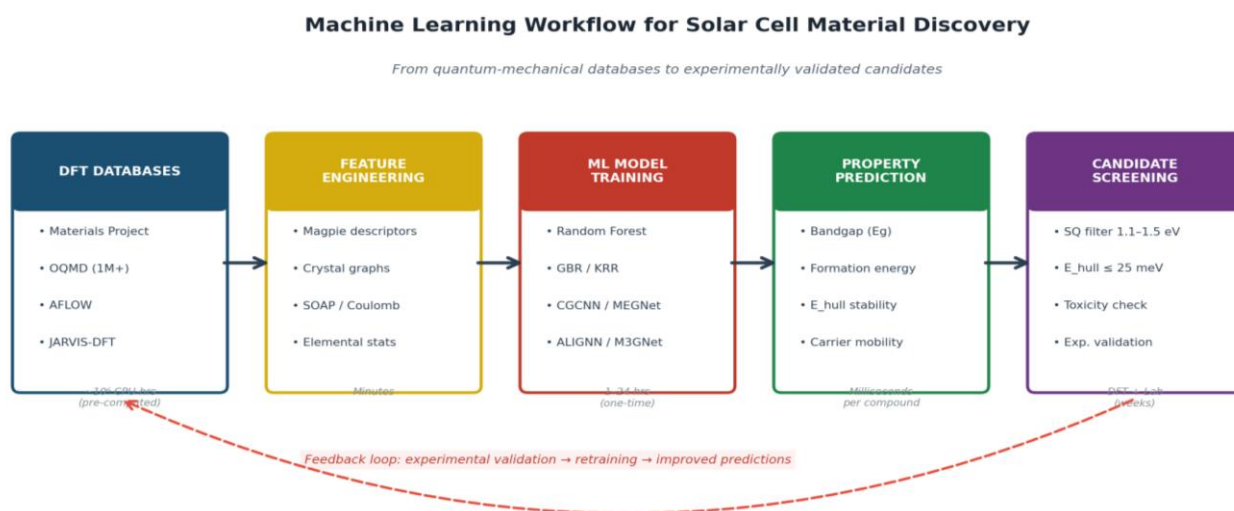 Machine Learning Workflow for Solar Cell Material Discovery
From quantum-mechanical databases to experimentally validated candidates
DFT DATABASES
• Materials Project
• OQMD (1M+)
• AFLOW
• JARVIS-DFT
CPU hrs
(pre-computed)
FEATURE
ENGINEERING
• Magpie descriptors
• Crystal graphs
• SOAP / Coulomb
• Elemental stats
Minutes
ML MODEL
TRAINING
• Random Forest
• GBR / KRR
• CGCNN / MEGNet
• ALIGNN / M3GNet
1–24 hrs
(one-time)
PROPERTY
PREDICTION
• Bandgap (Eg)
• Formation energy
• E_hull stability
• Carrier mobility
Milliseconds
per compound
CANDIDATE
SCREENING
• SQ filter 1.1–1.5 eV
• E_hull ≤ 25 meV
• Toxicity check
• Exp. validation
DFT + Lab
(weeks)
Feedback loop: experimental validation → retraining → improved predictions